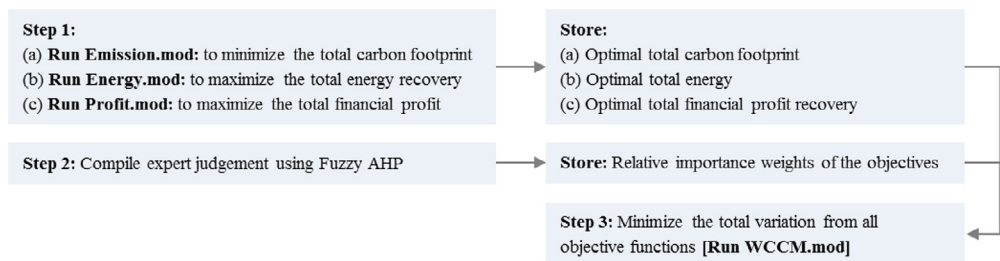 Step 1:
(a) Run Emission.mod: to minimize the total carbon footprint
(b) Run Energy.mod: to maximize the total energy recovery
(c) Run Profit.mod: to maximize the total financial profit
Store:
(a) Optimal total carbon footprint
(b) Optimal total energy
(c) Optimal total financial profit recovery
Step 2: Compile expert judgement using Fuzzy AHP
Store: Relative importance weights of the objectives
Step 3: Minimize the total variation from all
objective functions [Run WCCM.mod]